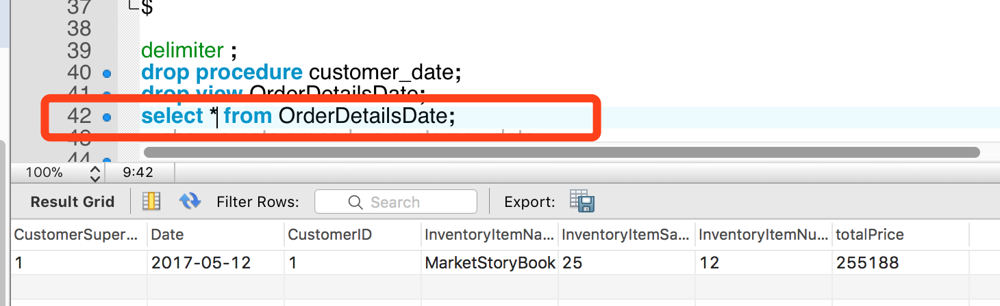 37 $
38
39 delimiter ;
40 drop procedure customer_date;
41 drop view OrderDetailsDate;
42 select * from OrderDetailsDate;
43
44
100% 9:42
Result Grid Filter Rows: Search Export:
CustomerSuper... Date CustomerID InventoryItemNa... InventoryItemSa... InventoryItemNu... totalPrice
1 2017-05-12 1 MarketStoryBook 25 12 255188